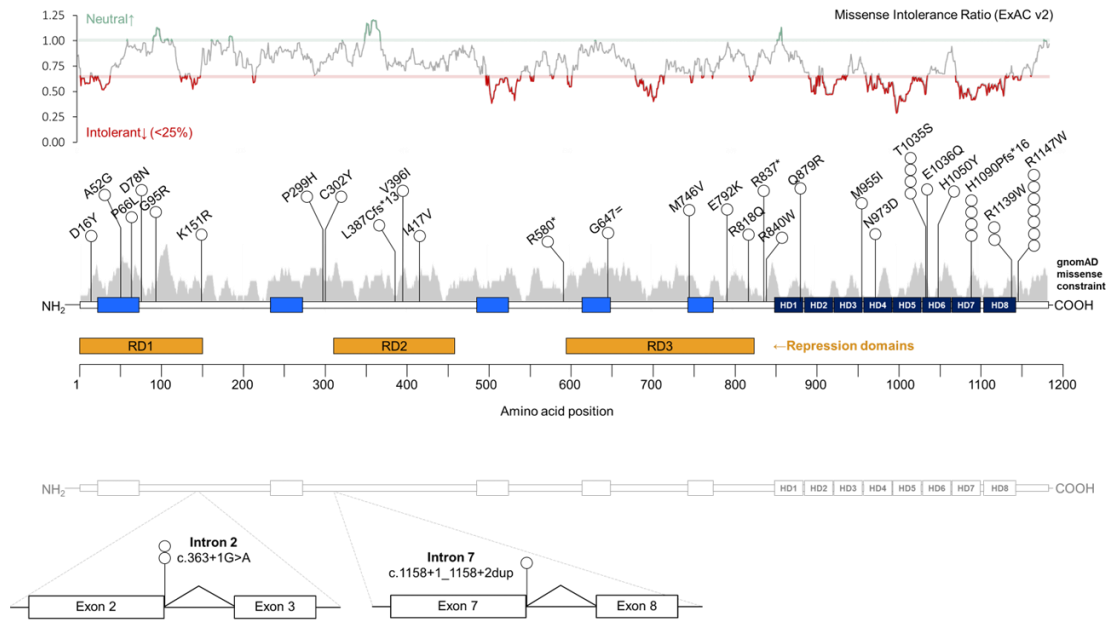 1.25
1.00
0.75
0.50
0.25
0.00
Neutral↑
Missense Intolerance Ratio (ExAC v2)
Intolerant↓ (<25%)
D16Y
A52G
P66L
D78N
G95R
K151R
P299H
C302Y
L387Cfs*13
V396I
I417V
R580*
G647=
M746V
E792K
R818Q
R837*
R840W
Q879R
M955I
N973D
T1035S
E1036Q
H1050Y
H1090Pfs*16
R1139W
R1147W
gnomAD
missense
constraint
NH2
HD1 HD2 HD3 HD4 HD5 HD6 HD7 HD8
COOH
RD1 RD2 RD3
←Repression domains
1 100 200 300 400 500 600 700 800 900 1000 1100 1200
Amino acid position
NH2
HD1 HD2 HD3 HD4 HD5 HD6 HD7 HD8
COOH
Intron 2
c.363+1G>A
Exon 2 Exon 3
Intron 7
c.1158+1_1158+2dup
Exon 7 Exon 8